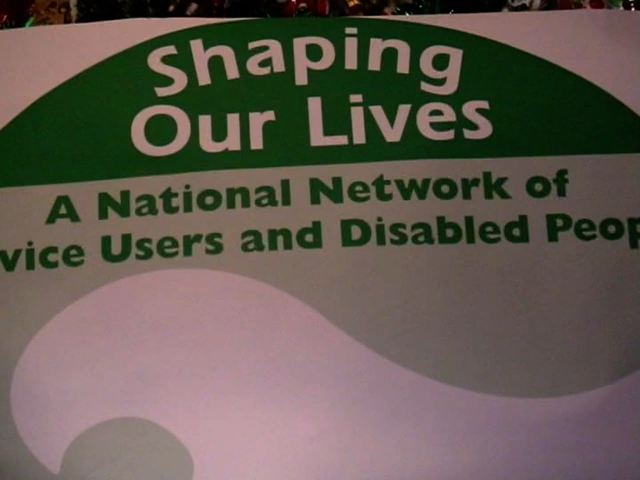 Shaping
Our Lives
A National Network of
vice Users and Disabled Peop